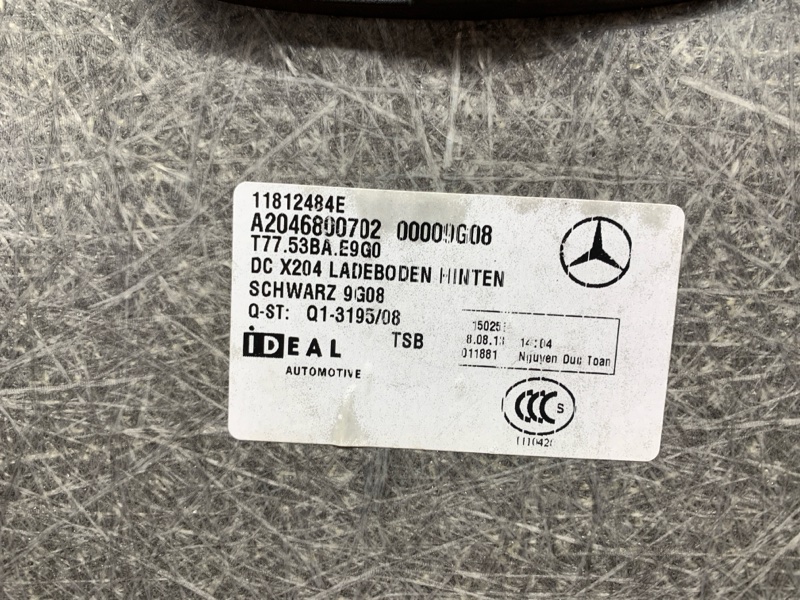 11812484E
A2046800702 00009G08
T77.53BA.E9G0
DC X204 LADEBODEN HINTEN
SCHWARZ 9G08
Q-ST: Q1-3195/08
iDEAL TSB
AUTOMOTIVE
8.08.13 14:04
011881 Nguyen Duc Toan
CCC S